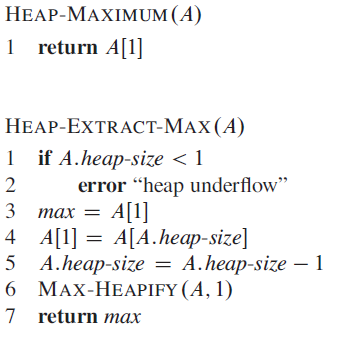 HEAP-MAXIMUM(A)
1 return A[1]
HEAP-EXTRACT-MAX(A)
1 if A.heap-size < 1
2 error “heap underflow”
3 max = A[1]
4 A[1] = A[A.heap-size]
5 A.heap-size = A.heap-size − 1
6 MAX-HEAPIFY(A, 1)
7 return max